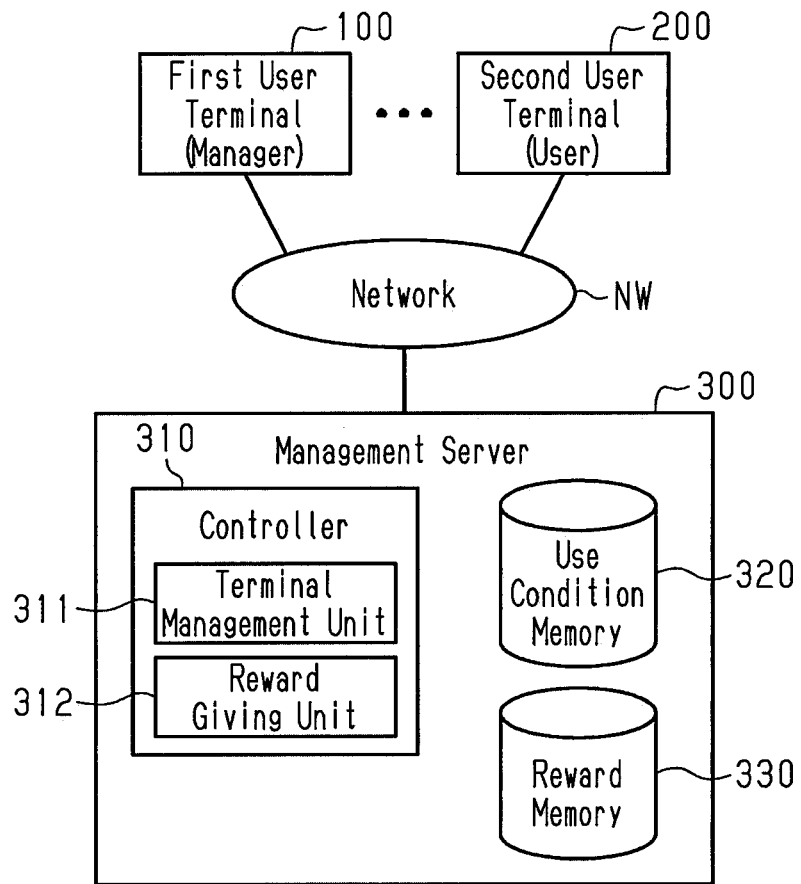 100
200
First User
Terminal
(Manager)
Second User
Terminal
(User)
Network
NW
300
Management Server
310
Controller
311
Terminal
Management Unit
312
Reward
Giving Unit
Use
Condition
Memory
320
Reward
Memory
330